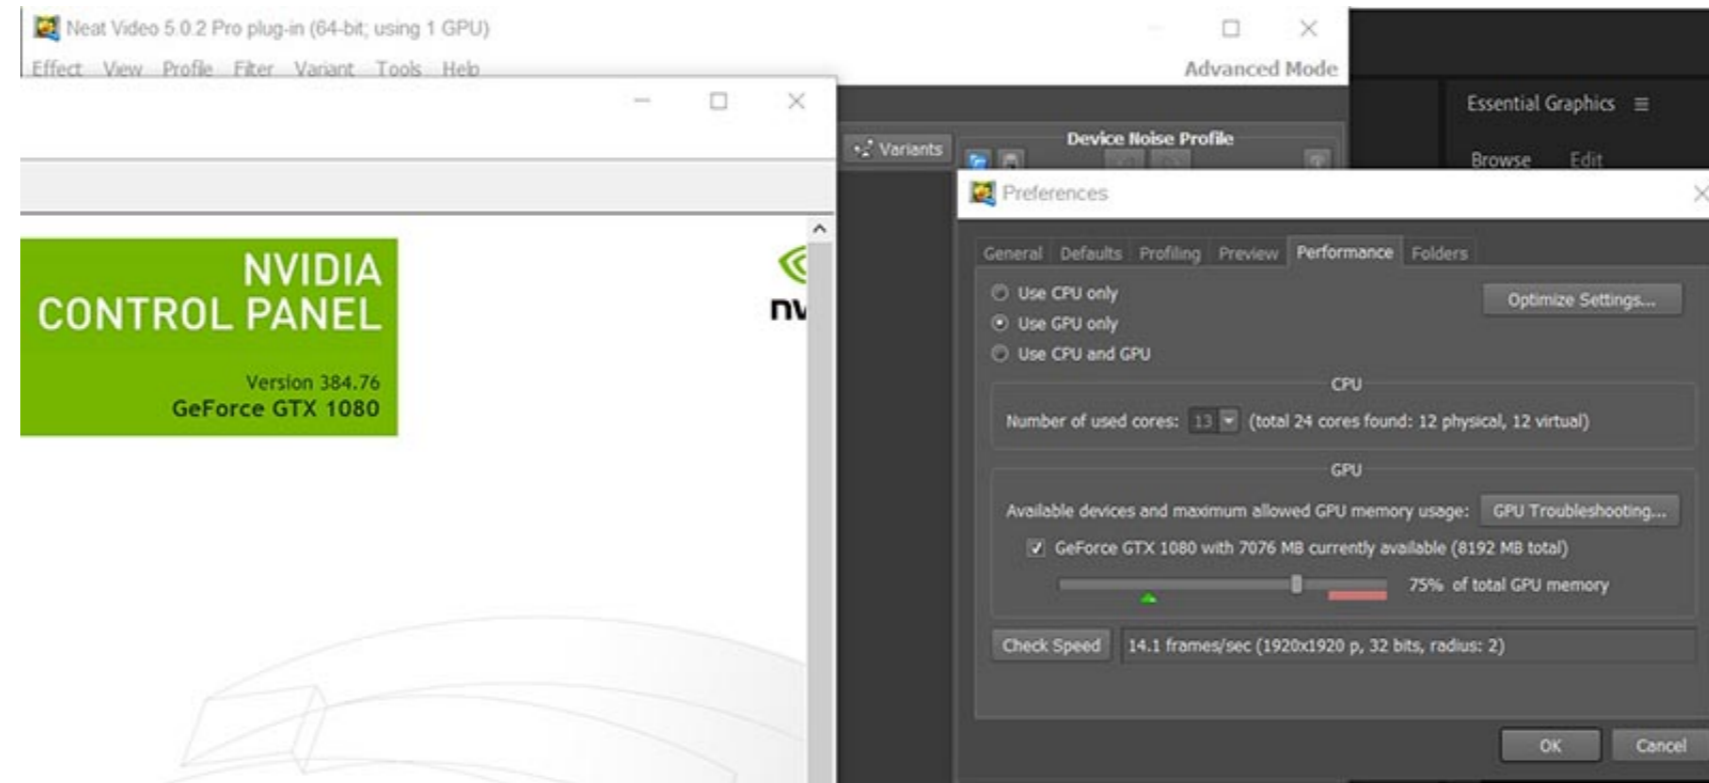 Neat Video 5.0.2 Pro plug-in (64-bit; using 1 GPU)
Effect View Profile Filter Variant Tools Help
Advanced Mode
Essential Graphics
Browse Edit
Variants
Device Noise Profile
NVIDIA
CONTROL PANEL
Version 384.76
GeForce GTX 1080
Preferences
General Defaults Profiling Preview Performance Folders
Use CPU only
Optimize Settings...
Use GPU only
Use CPU and GPU
CPU
Number of used cores: 13 (total 24 cores found: 12 physical, 12 virtual)
GPU
Available devices and maximum allowed GPU memory usage: GPU Troubleshooting...
GeForce GTX 1080 with 7076 MB currently available (8192 MB total)
75% of total GPU memory
Check Speed 14.1 frames/sec (1920x1920 p, 32 bits, radius: 2)
OK Cancel